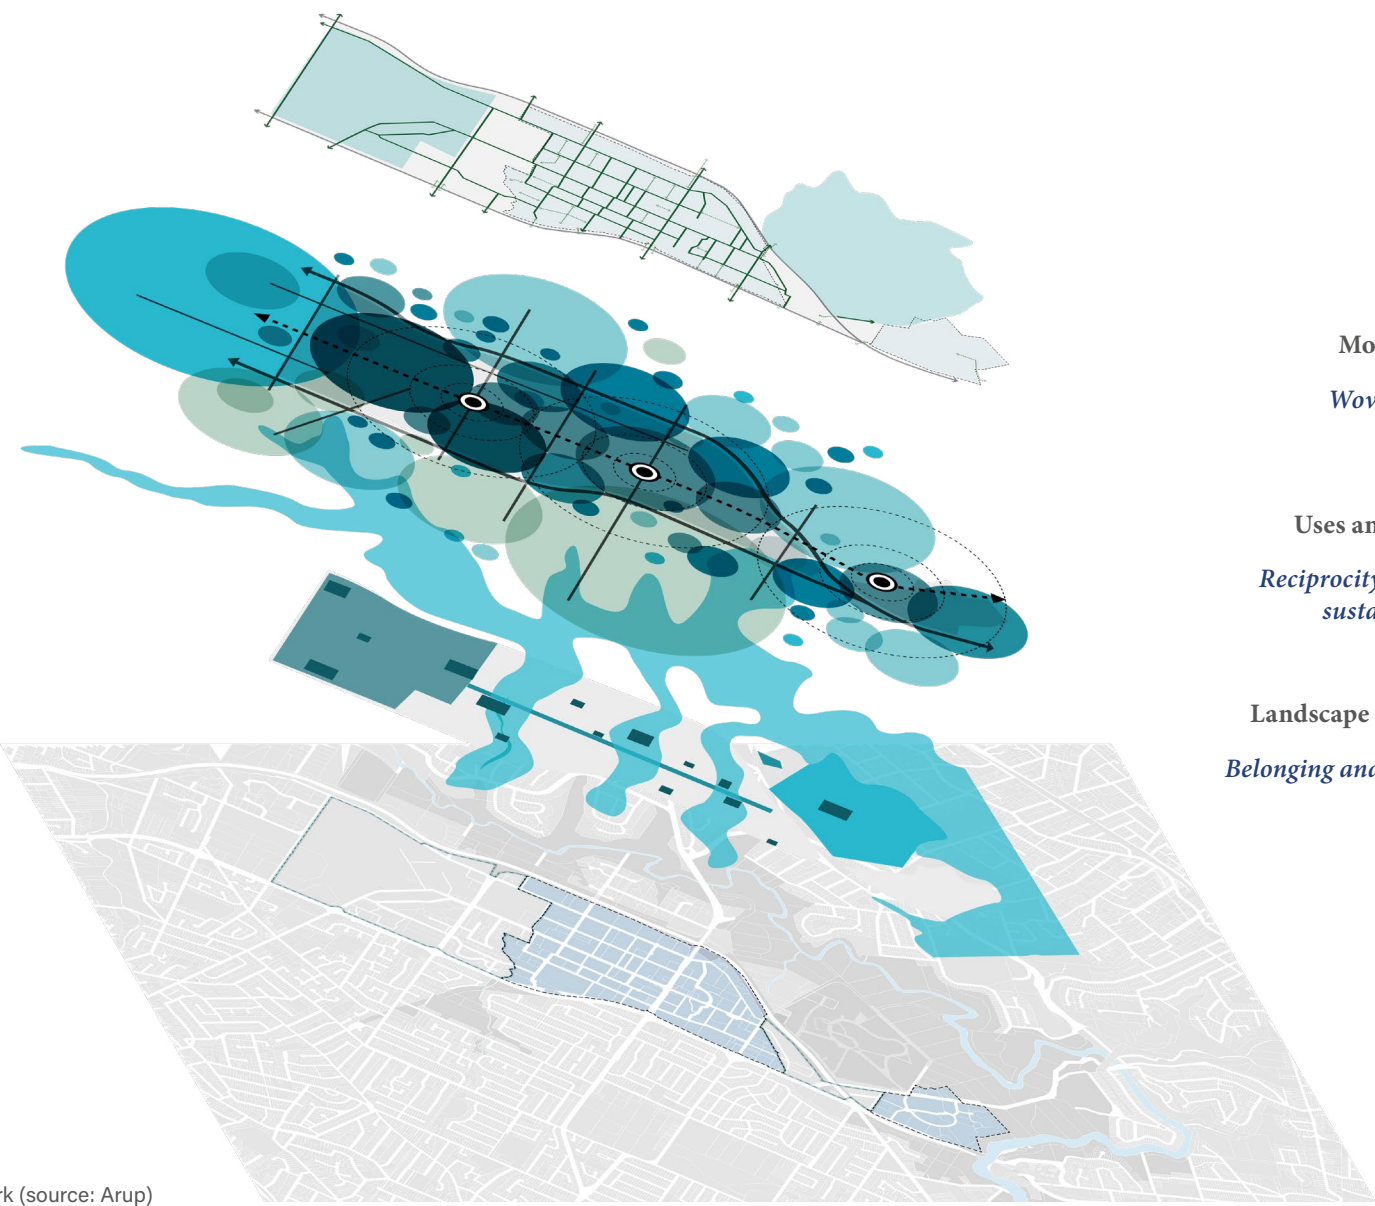 Mo
Wov
Uses an
Reciprocity
susta
Landscape
Belonging and
rk (source: Arup)